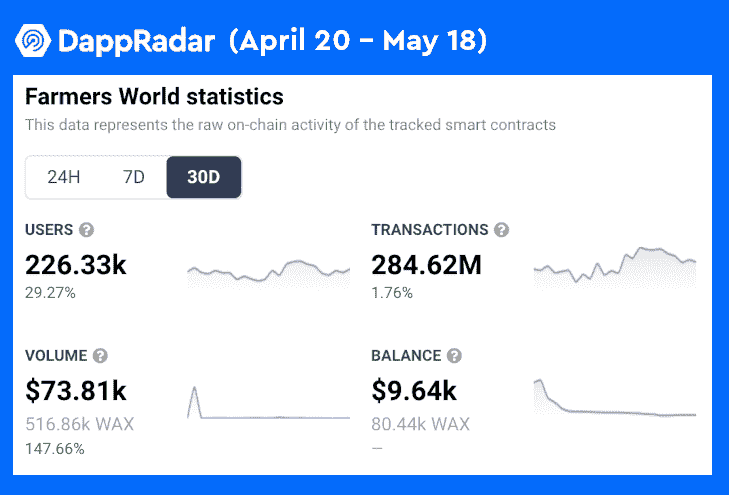 DappRadar (April 20 – May 18)
Farmers World statistics
This data represents the raw on-chain activity of the tracked smart contracts
24H 7D 30D
USERS ?
226.33k
29.27%
TRANSACTIONS ?
284.62M
1.76%
VOLUME ?
$73.81k
516.86k WAX
147.66%
BALANCE ?
$9.64k
80.44k WAX
—